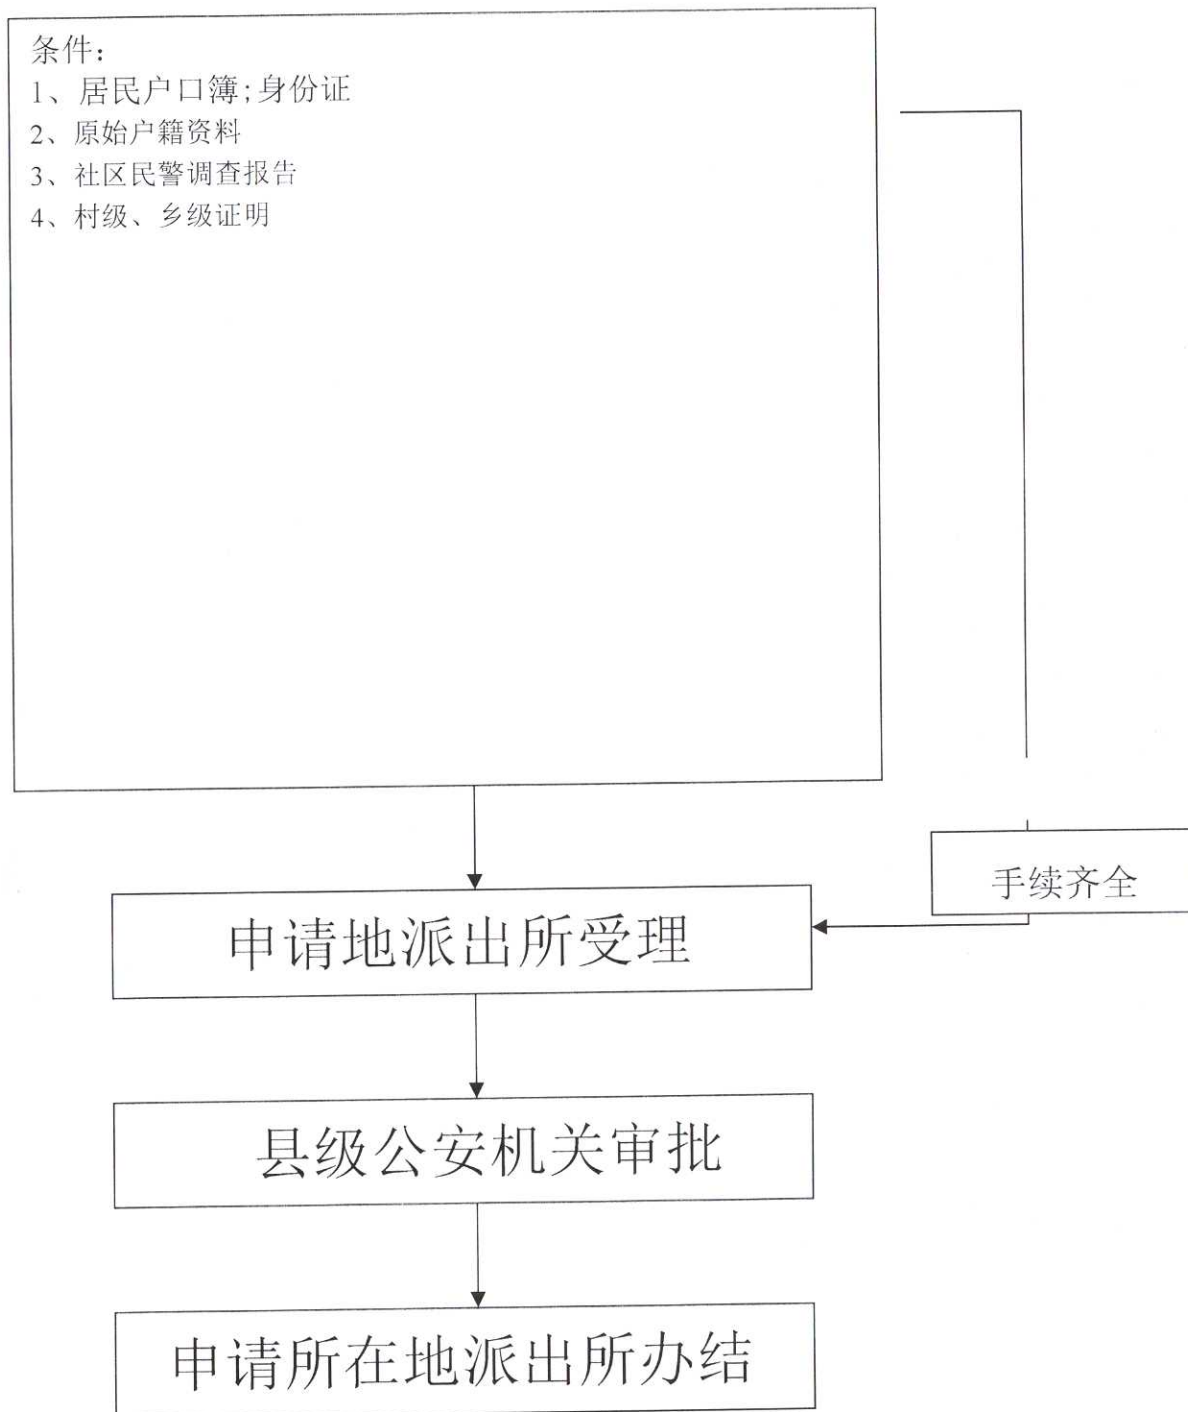 条件：
1、居民户口簿;身份证
2、原始户籍资料
3、社区民警调查报告
4、村级、乡级证明
手续齐全
申请地派出所受理
县级公安机关审批
申请所在地派出所办结